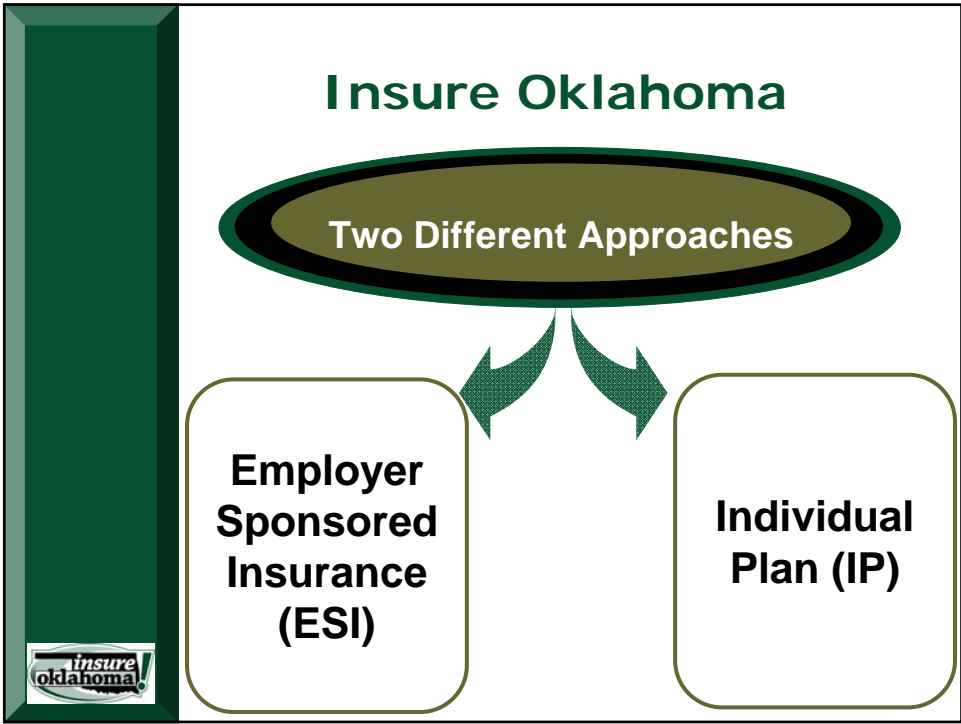 Insure Oklahoma
Two Different Approaches
Employer
Sponsored
Insurance
(ESI)
Individual
Plan (IP)
insure
oklahoma!